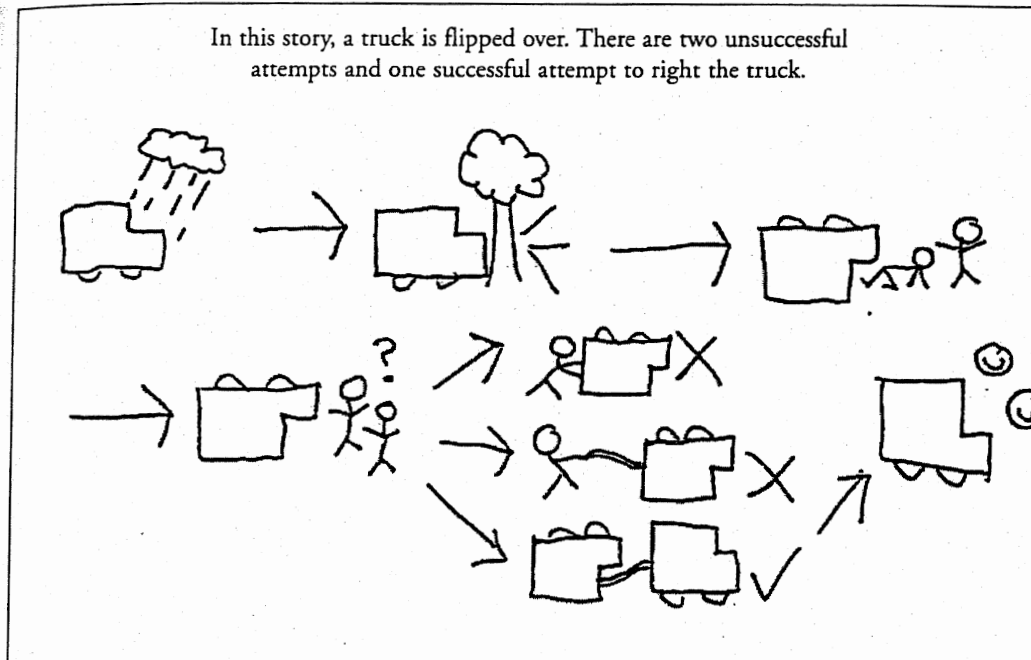 In this story, a truck is flipped over. There are two unsuccessful
attempts and one successful attempt to right the truck.
?